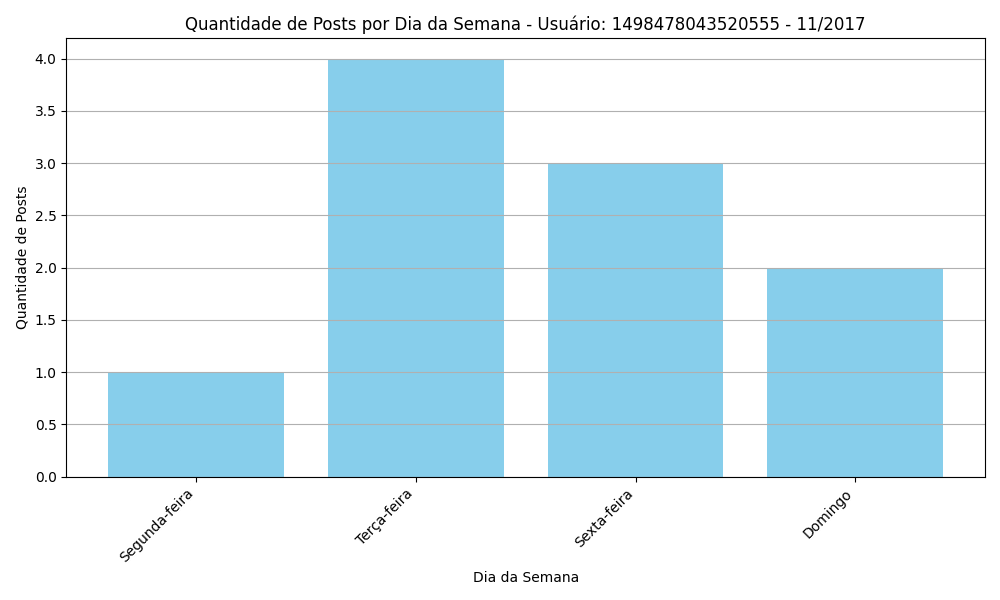 Quantidade de Posts por Dia da Semana - Usuário: 1498478043520555 - 11/2017
Quantidade de Posts
4.0
3.5
3.0
2.5
2.0
1.5
1.0
0.5
0.0
Segunda-feira
Terça-feira
Sexta-feira
Domingo
Dia da Semana